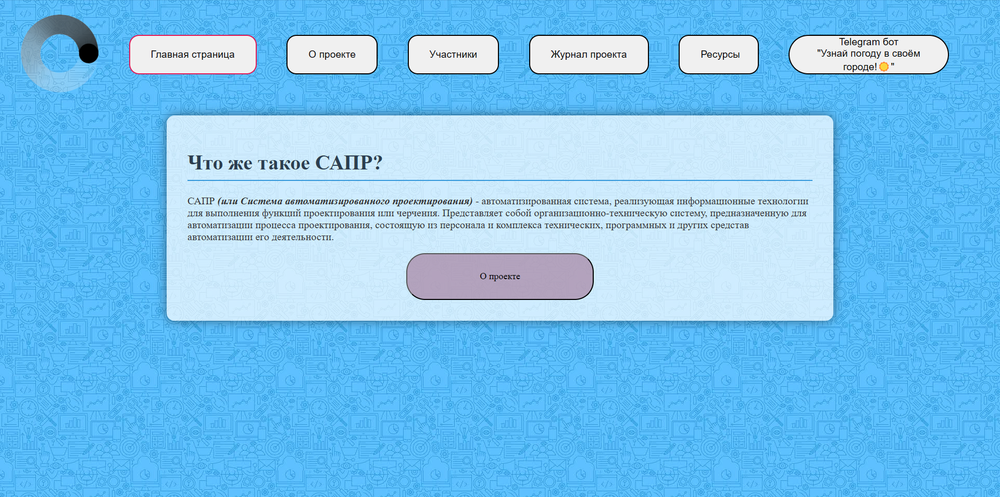 Главная страница
О проекте
Участники
Журнал проекта
Ресурсы
Telegram бот
"Узнай погоду в своём
городе!🌞"
Что же такое САПР?
САПР (или Система автоматизированного проектирования) - автоматизированная система, реализующая информационные технологии
для выполнения функций проектирования или черчения. Представляет собой организационно-техническую систему, предназначенную для
автоматизации процесса проектирования, состоящую из персонала и комплекса технических, программных и других средстав
автоматизации его деятельности.
О проекте